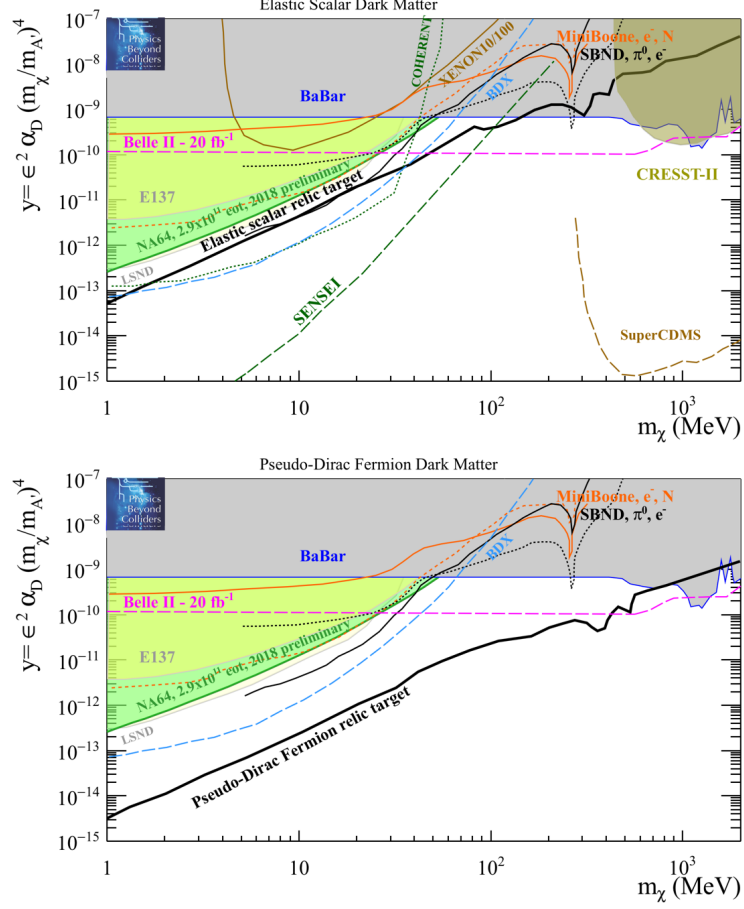 Elastic Scalar Dark Matter
y= ϵ² α_D (m_χ/m_A')⁴
10⁻⁷
10⁻⁸
10⁻⁹
10⁻¹⁰
10⁻¹¹
10⁻¹²
10⁻¹³
10⁻¹⁴
10⁻¹⁵
Physics
Beyond
Colliders
COHERENT
XENON10/100
MiniBoone, e⁻, N
SBND, π⁰, e⁻
BDX
BaBar
Belle II - 20 fb⁻¹
CRESST-II
E137
NA64, 2.9x10¹¹ eot, 2018 preliminary
Elastic scalar relic target
LSND
SENSEI
SuperCDMS
1 10 10² 10³
m_χ (MeV)
Pseudo-Dirac Fermion Dark Matter
y= ϵ² α_D (m_χ/m_A')⁴
10⁻⁷
10⁻⁸
10⁻⁹
10⁻¹⁰
10⁻¹¹
10⁻¹²
10⁻¹³
10⁻¹⁴
10⁻¹⁵
Physics
Beyond
Colliders
MiniBoone, e⁻, N
SBND, π⁰, e⁻
BDX
BaBar
Belle II - 20 fb⁻¹
E137
NA64, 2.9x10¹¹ eot, 2018 preliminary
LSND
Pseudo-Dirac Fermion relic target
1 10 10² 10³
m_χ (MeV)